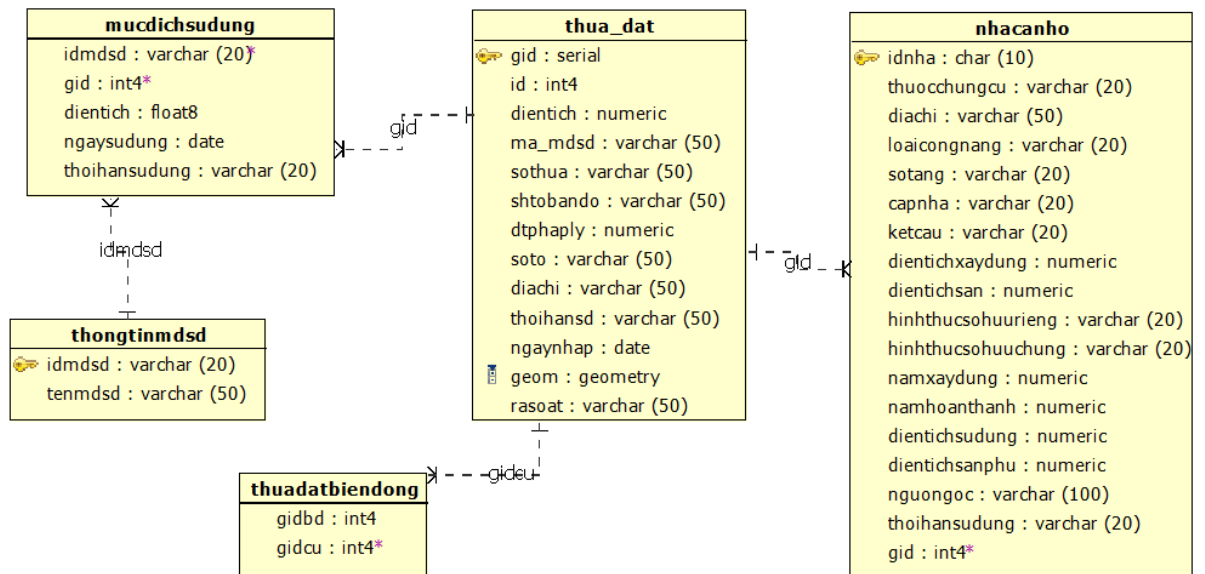 mucdichsudung
idmdsd : varchar (20)*
gid : int4*
dientich : float8
ngaysudung : date
thoihansudung : varchar (20)
gid
idmdsd
thongtinmdsd
idmdsd : varchar (20)
tenmdsd : varchar (50)
thua_dat
gid : serial
id : int4
dientich : numeric
ma_mdsd : varchar (50)
sothua : varchar (50)
shtobando : varchar (50)
dtphaply : numeric
soto : varchar (50)
diachi : varchar (50)
thoihansd : varchar (50)
ngaynhap : date
geom : geometry
rasoat : varchar (50)
gidcu
thuadatbiendong
gidbd : int4
gidcu : int4*
gid
nhacanho
idnha : char (10)
thuocchungcu : varchar (20)
diachi : varchar (50)
loaicongnang : varchar (20)
sotang : varchar (20)
capnha : varchar (20)
ketcau : varchar (20)
dientichxaydung : numeric
dientichsan : numeric
hinhthucsohuurieng : varchar (20)
hinhthucsohuuchung : varchar (20)
namxaydung : numeric
namhoanthanh : numeric
dientichsudung : numeric
dientichsanphu : numeric
nguongoc : varchar (100)
thoihansudung : varchar (20)
gid : int4*